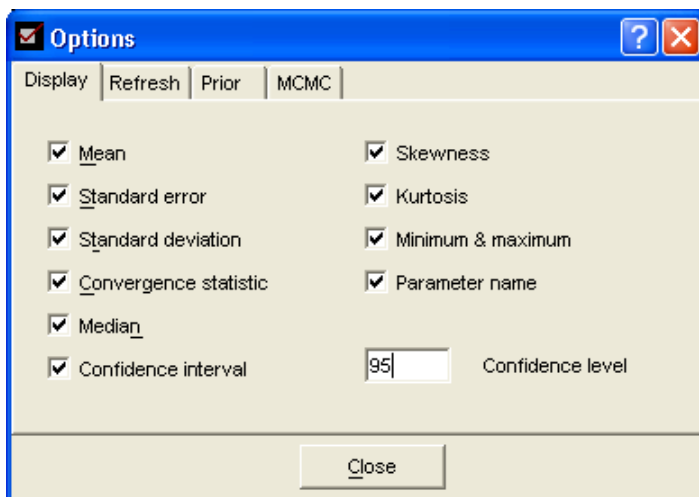 Options
Display Refresh Prior MCMC
Mean
Standard error
Standard deviation
Convergence statistic
Median
Confidence interval
Skewness
Kurtosis
Minimum & maximum
Parameter name
95 Confidence level
Close